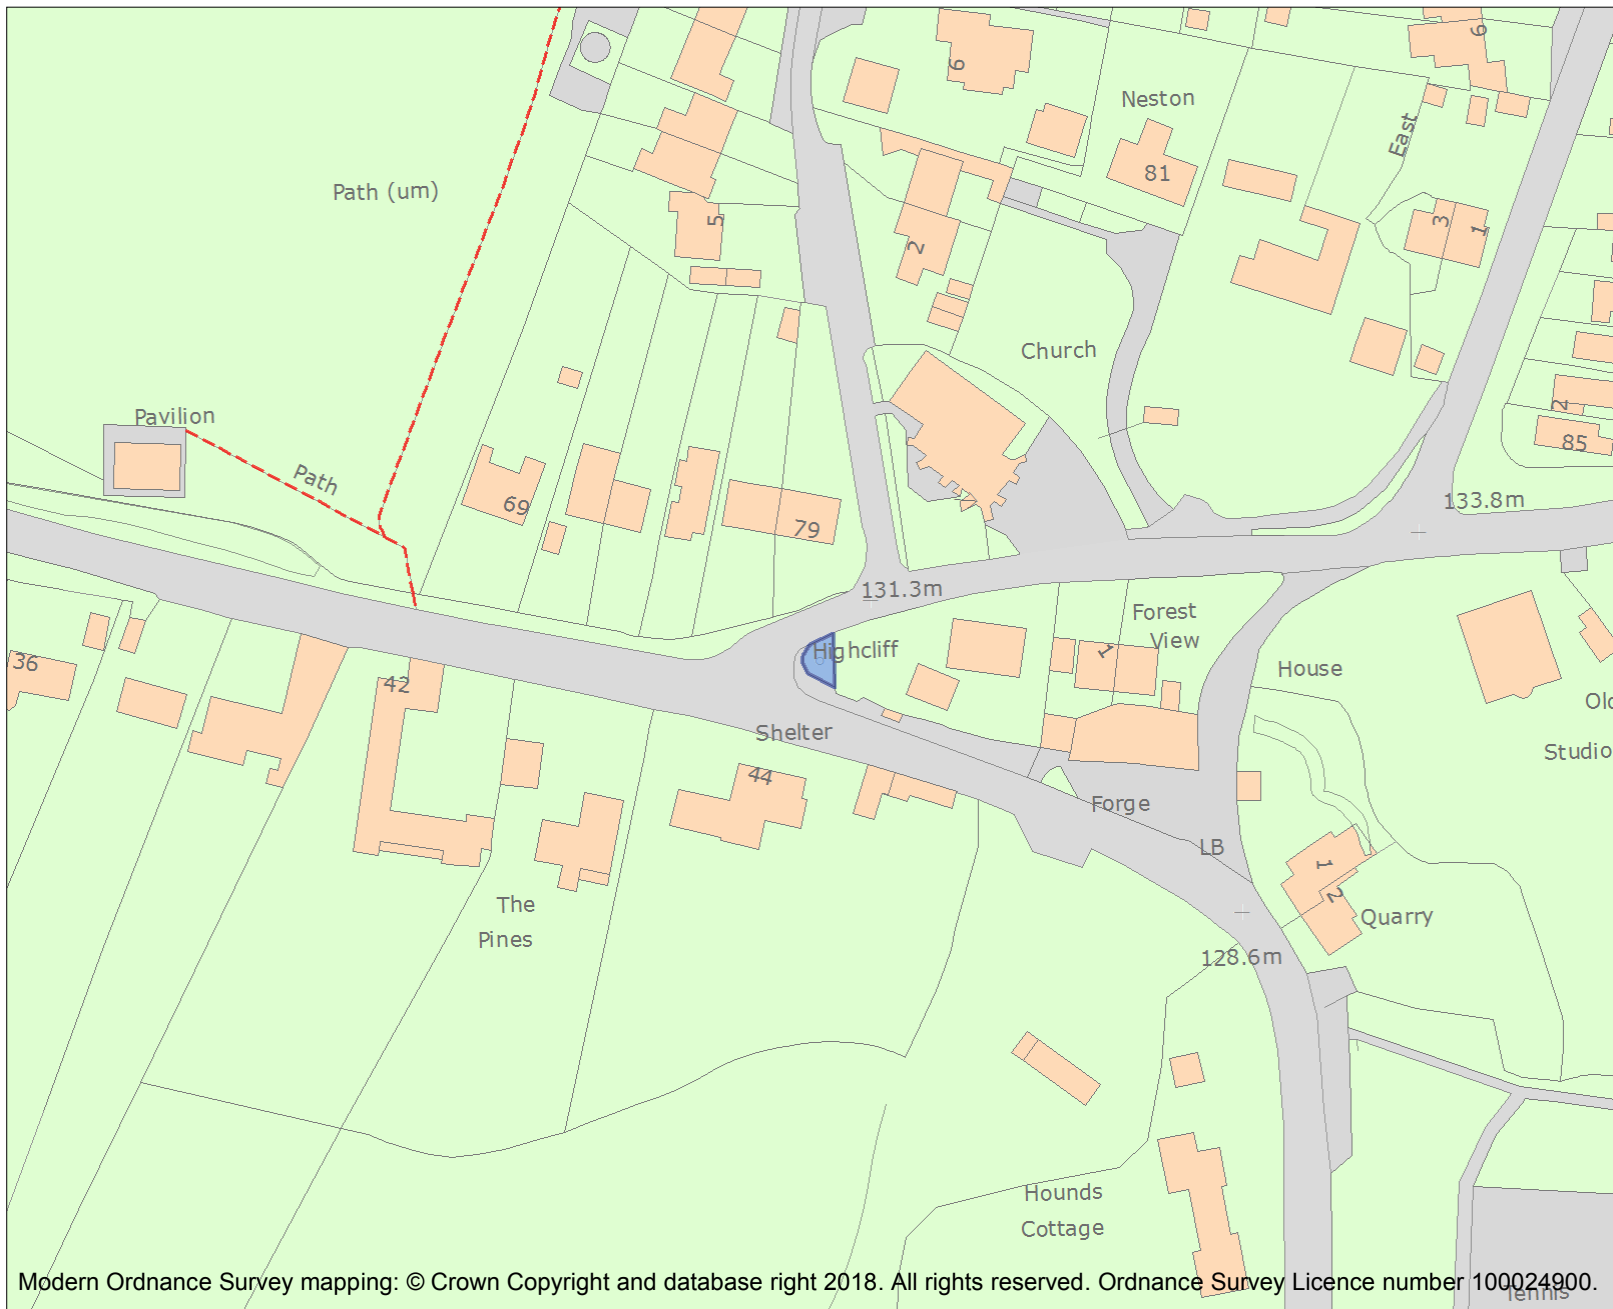 6
6
Neston
East
81
Path (um)
5
3
1
2
Church
2
Pavilion
85
Path
133.8m
69
79
131.3m
Forest
View
Highcliff
1
36
House
42
Old
Shelter
Studio
44
Forge
LB
1
2
The
Quarry
Pines
128.6m
Hounds
Cottage
Modern Ordnance Survey mapping: © Crown Copyright and database right 2018. All rights reserved. Ordnance Survey Licence number 100024900.
Tennis